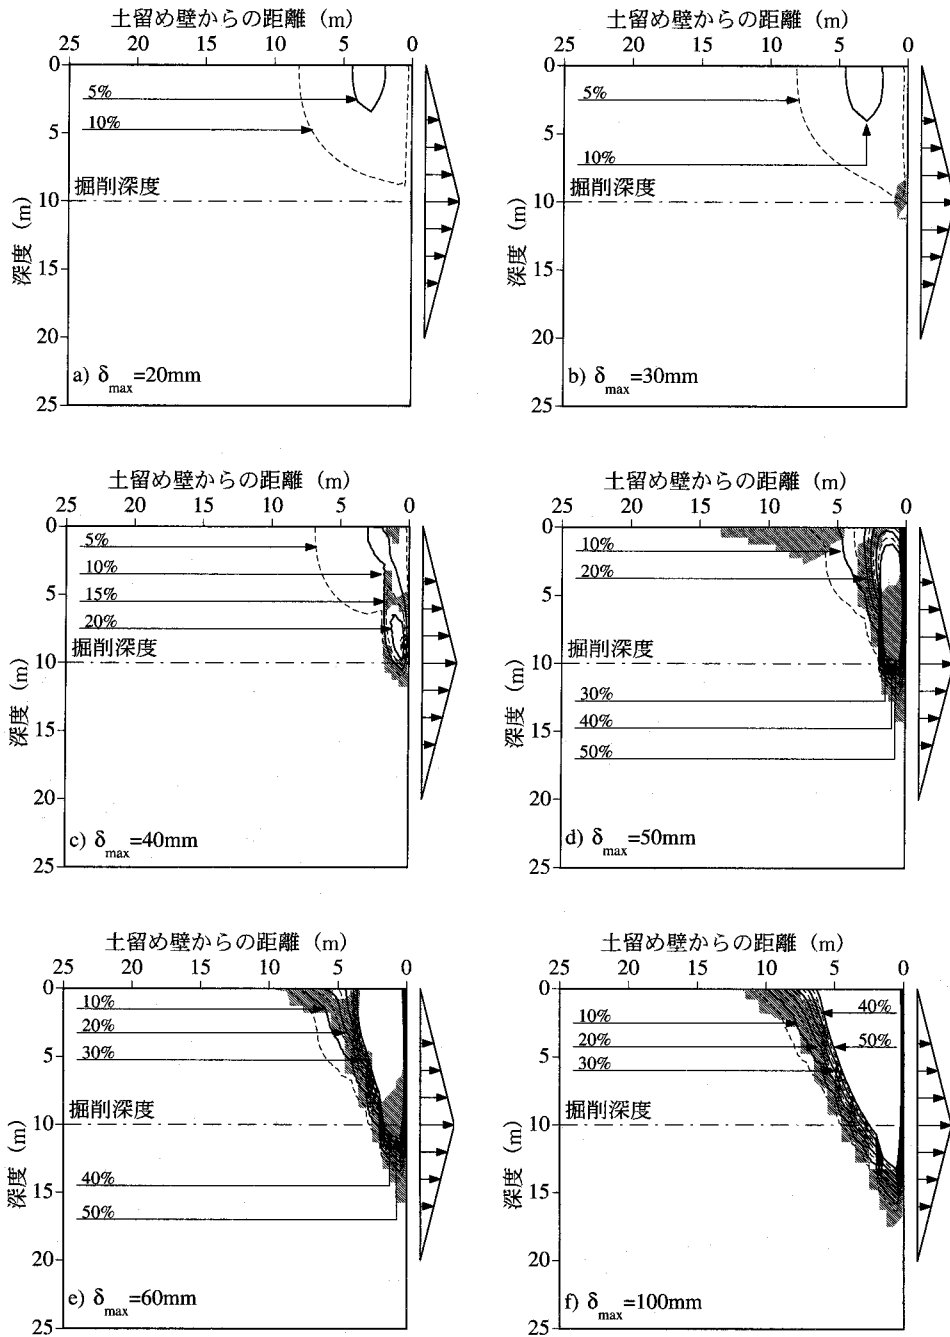 土留め壁からの距離 (m)
25 20 15 10 5 0
0
5%
5
10%
掘削深度
10
深度 (m)
15
20
a) δmax=20mm
25
土留め壁からの距離 (m)
25 20 15 10 5 0
0
5%
5
10%
掘削深度
10
深度 (m)
15
20
b) δmax=30mm
25
土留め壁からの距離 (m)
25 20 15 10 5 0
0
5%
10%
5
15%
20%
掘削深度
10
深度 (m)
15
20
c) δmax=40mm
25
土留め壁からの距離 (m)
25 20 15 10 5 0
0
10%
20%
5
掘削深度
10
深度 (m)
30%
40%
15
50%
20
d) δmax=50mm
25
土留め壁からの距離 (m)
25 20 15 10 5 0
0
10%
20%
30%
5
掘削深度
10
深度 (m)
40%
15
50%
20
e) δmax=60mm
25
土留め壁からの距離 (m)
25 20 15 10 5 0
0
40%
10%
20%
50%
30%
5
掘削深度
10
深度 (m)
15
20
f) δmax=100mm
25